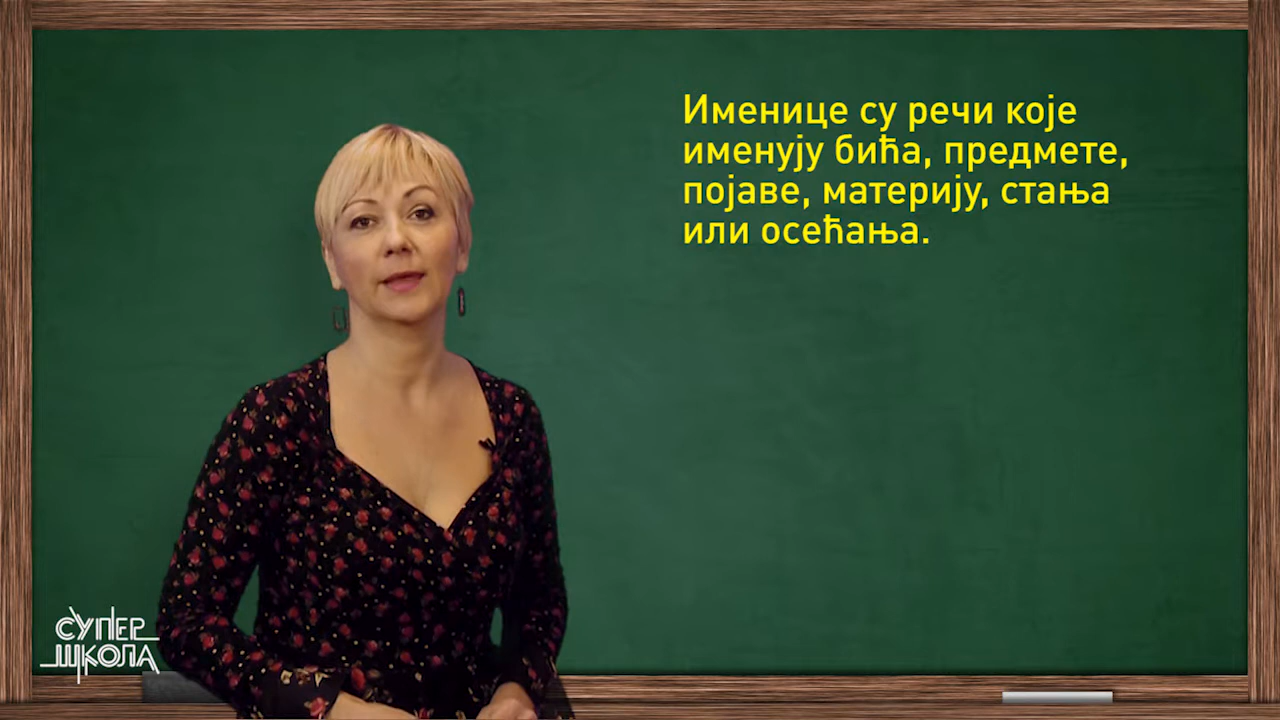 Именице су речи које
именују бића, предмете,
појаве, материју, стања
или осећања.
СУПЕР
ШКОЛА